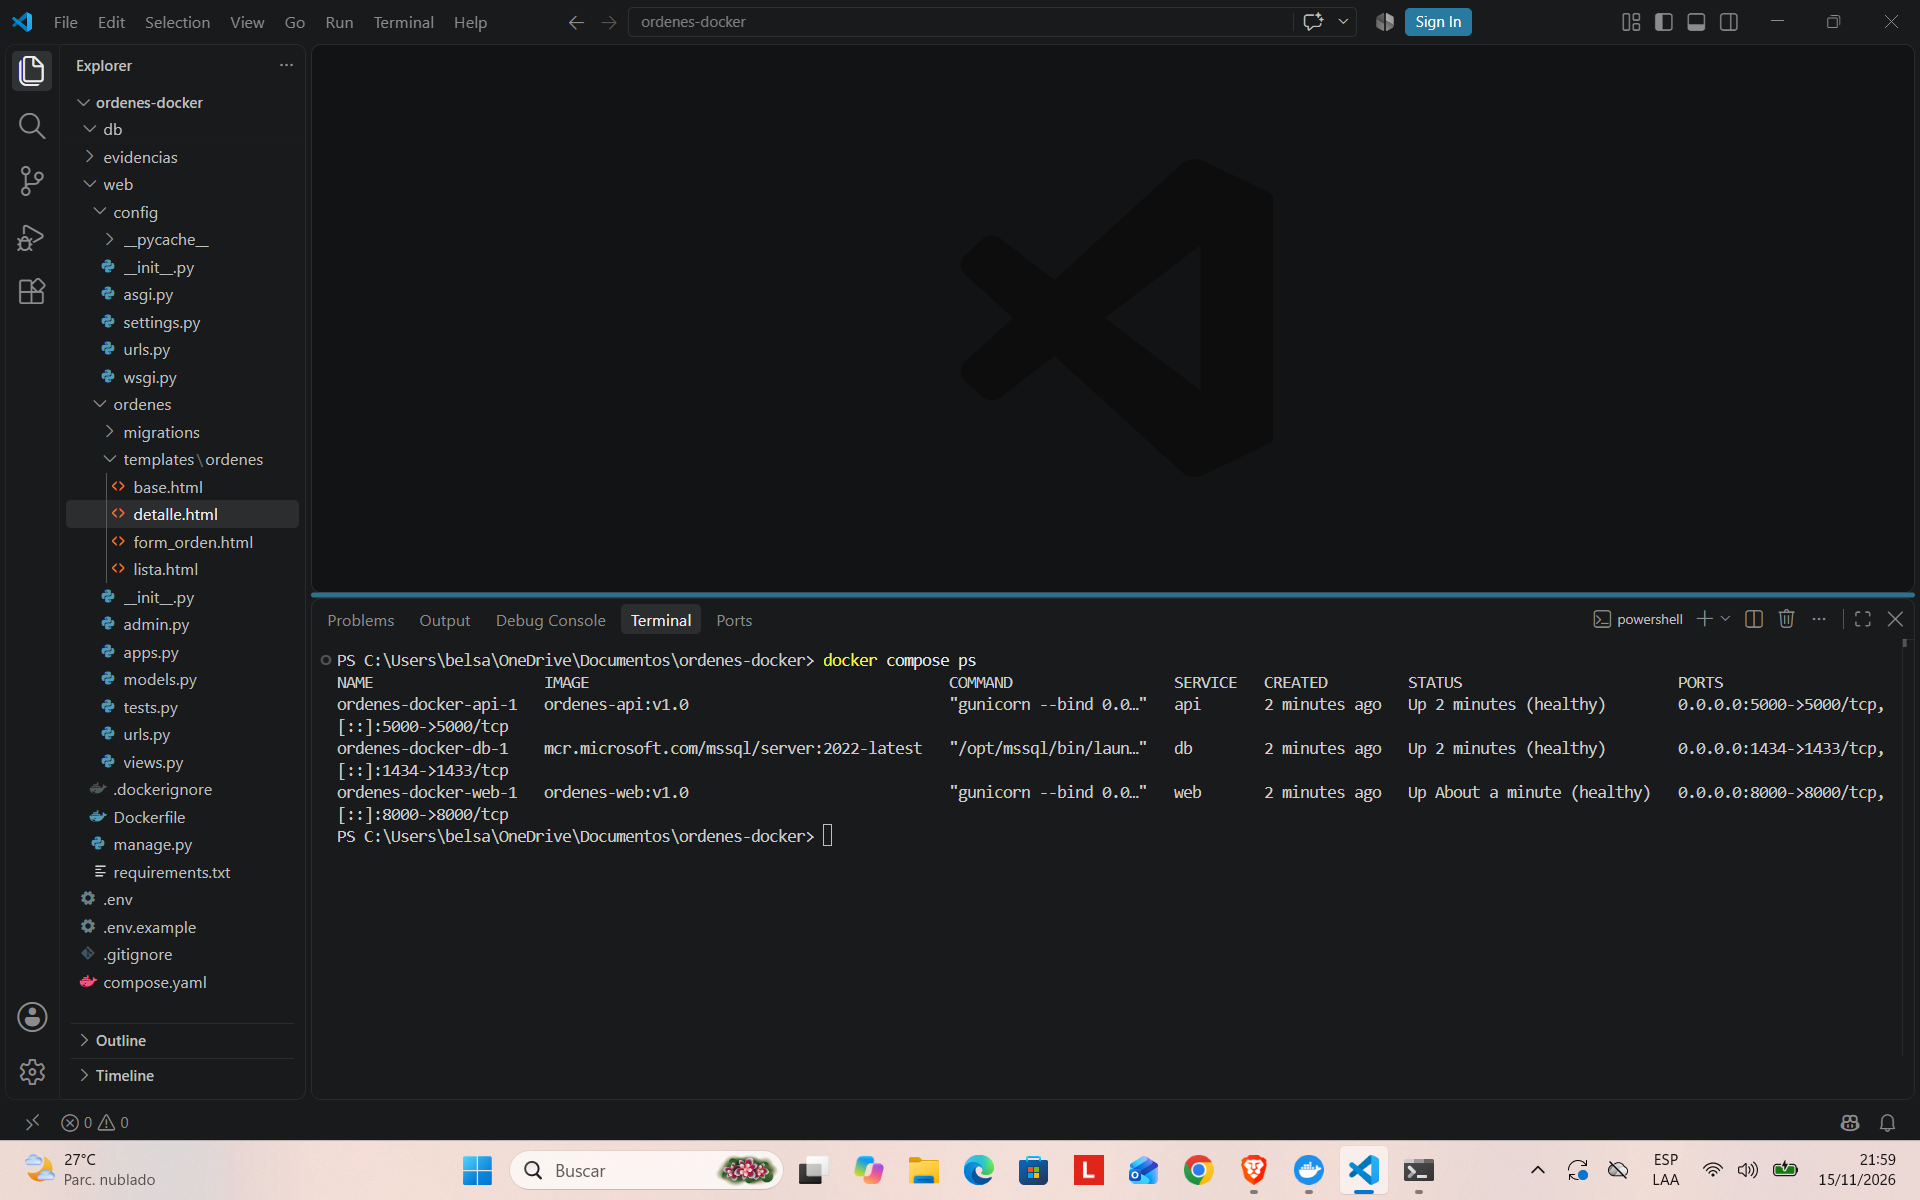 File Edit Selection View Go Run Terminal Help
ordenes-docker
Sign In
Explorer
ordenes-docker
db
evidencias
web
config
__pycache__
__init__.py
asgi.py
settings.py
urls.py
wsgi.py
ordenes
migrations
templates\ordenes
base.html
detalle.html
form_orden.html
lista.html
__init__.py
admin.py
apps.py
models.py
tests.py
urls.py
views.py
.dockerignore
Dockerfile
manage.py
requirements.txt
.env
.env.example
.gitignore
compose.yaml
Outline
Timeline
Problems Output Debug Console Terminal Ports
powershell
PS C:\Users\belsa\OneDrive\Documentos\ordenes-docker> docker compose ps
NAME IMAGE COMMAND SERVICE CREATED STATUS PORTS
ordenes-docker-api-1 ordenes-api:v1.0 "gunicorn --bind 0.0…" api 2 minutes ago Up 2 minutes (healthy) 0.0.0.0:5000->5000/tcp,
[::]:5000->5000/tcp
ordenes-docker-db-1 mcr.microsoft.com/mssql/server:2022-latest "/opt/mssql/bin/laun…" db 2 minutes ago Up 2 minutes (healthy) 0.0.0.0:1434->1433/tcp,
[::]:1434->1433/tcp
ordenes-docker-web-1 ordenes-web:v1.0 "gunicorn --bind 0.0…" web 2 minutes ago Up About a minute (healthy) 0.0.0.0:8000->8000/tcp,
[::]:8000->8000/tcp
PS C:\Users\belsa\OneDrive\Documentos\ordenes-docker>
0 0
27°C
Parc. nublado
Buscar
L
ESP
LAA
21:59
15/11/2026